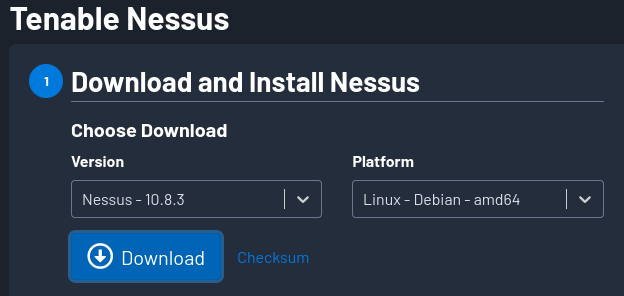 Tenable Nessus
1 Download and Install Nessus
Choose Download
Version Platform
Nessus - 10.8.3 Linux - Debian - amd64
Download Checksum